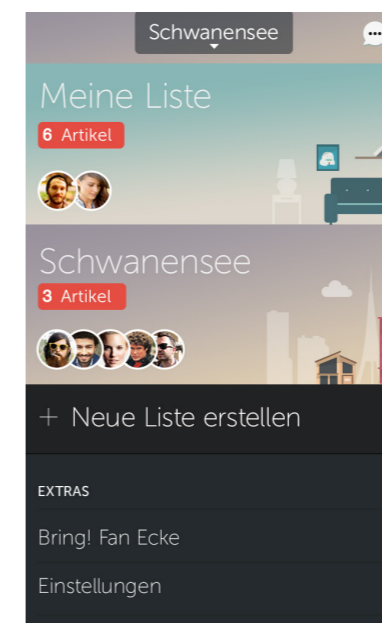 Schwanensee
Meine Liste
6 Artikel
Schwanensee
3 Artikel
+ Neue Liste erstellen
EXTRAS
Bring! Fan Ecke
Einstellungen